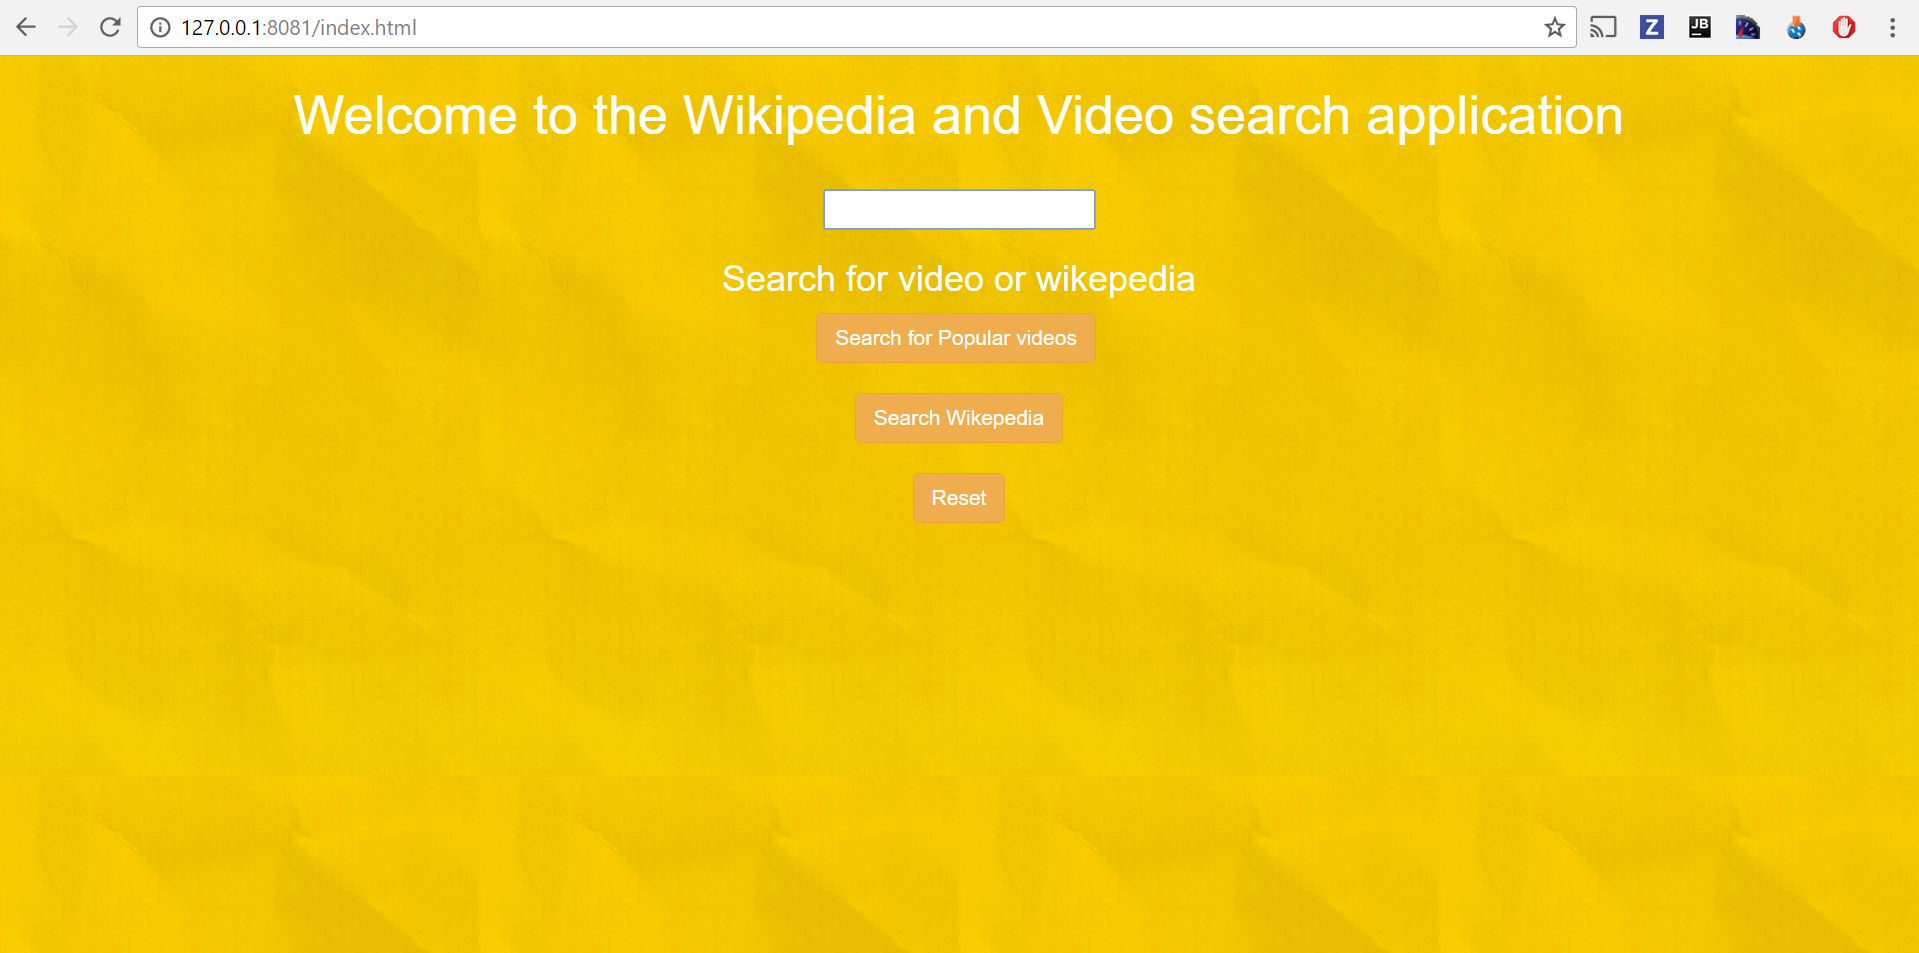 127.0.0.1:8081/index.html
Z
JB
Welcome to the Wikipedia and Video search application
Search for video or wikepedia
Search for Popular videos
Search Wikepedia
Reset